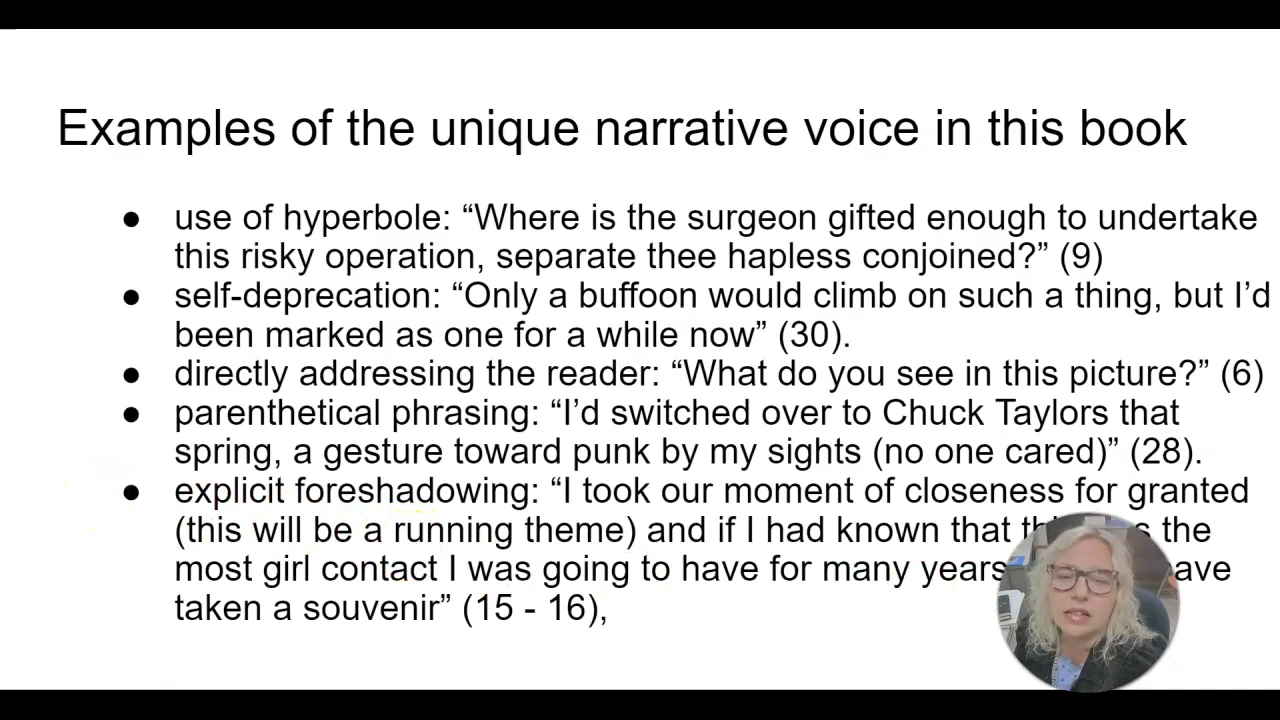 Examples of the unique narrative voice in this book
● use of hyperbole: “Where is the surgeon gifted enough to undertake
this risky operation, separate thee hapless conjoined?” (9)
● self-deprecation: “Only a buffoon would climb on such a thing, but I’d
been marked as one for a while now” (30).
● directly addressing the reader: “What do you see in this picture?” (6)
● parenthetical phrasing: “I’d switched over to Chuck Taylors that
spring, a gesture toward punk by my sights (no one cared)” (28).
● explicit foreshadowing: “I took our moment of closeness for granted
(this will be a running theme) and if I had known that the
most girl contact I was going to have for many years
taken a souvenir” (15 - 16),